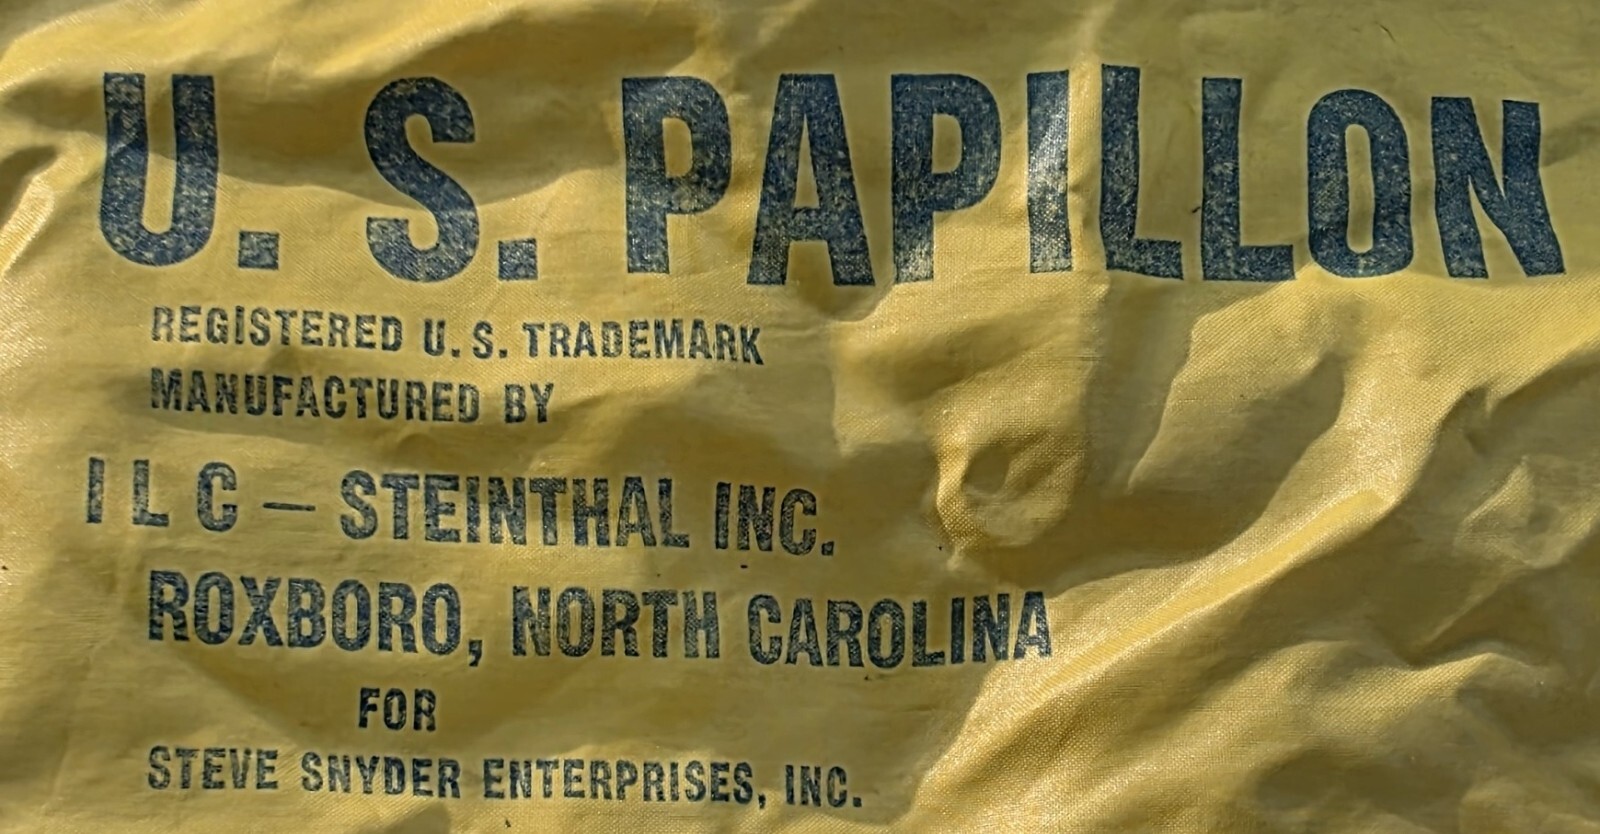 U. S. PAPILLON
REGISTERED U. S. TRADEMARK
MANUFACTURED BY
I L C – STEINTHAL INC.
ROXBORO, NORTH CAROLINA
FOR
STEVE SNYDER ENTERPRISES, INC.